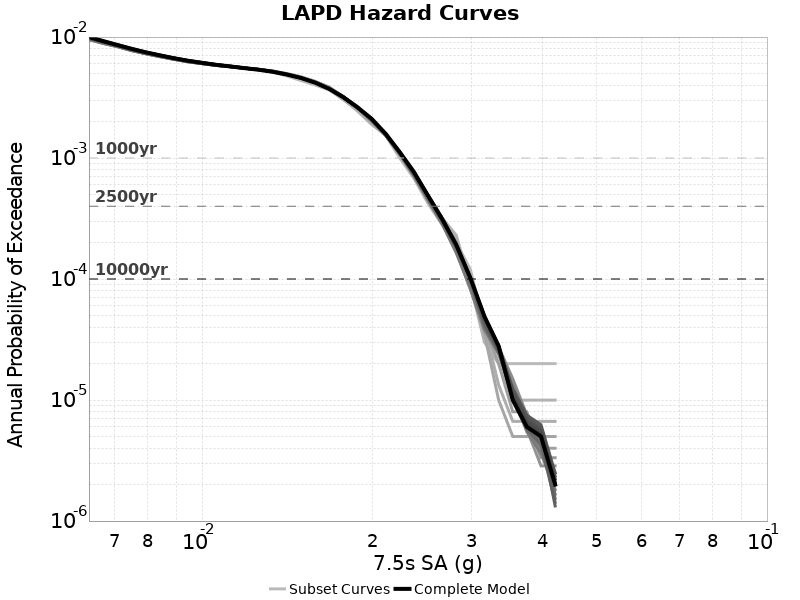 LAPD Hazard Curves
Annual Probability of Exceedance
10-2
10-3
10-4
10-5
10-6
1000yr
2500yr
10000yr
7 8 10-2 2 3 4 5 6 7 8 10-1
7.5s SA (g)
Subset Curves Complete Model